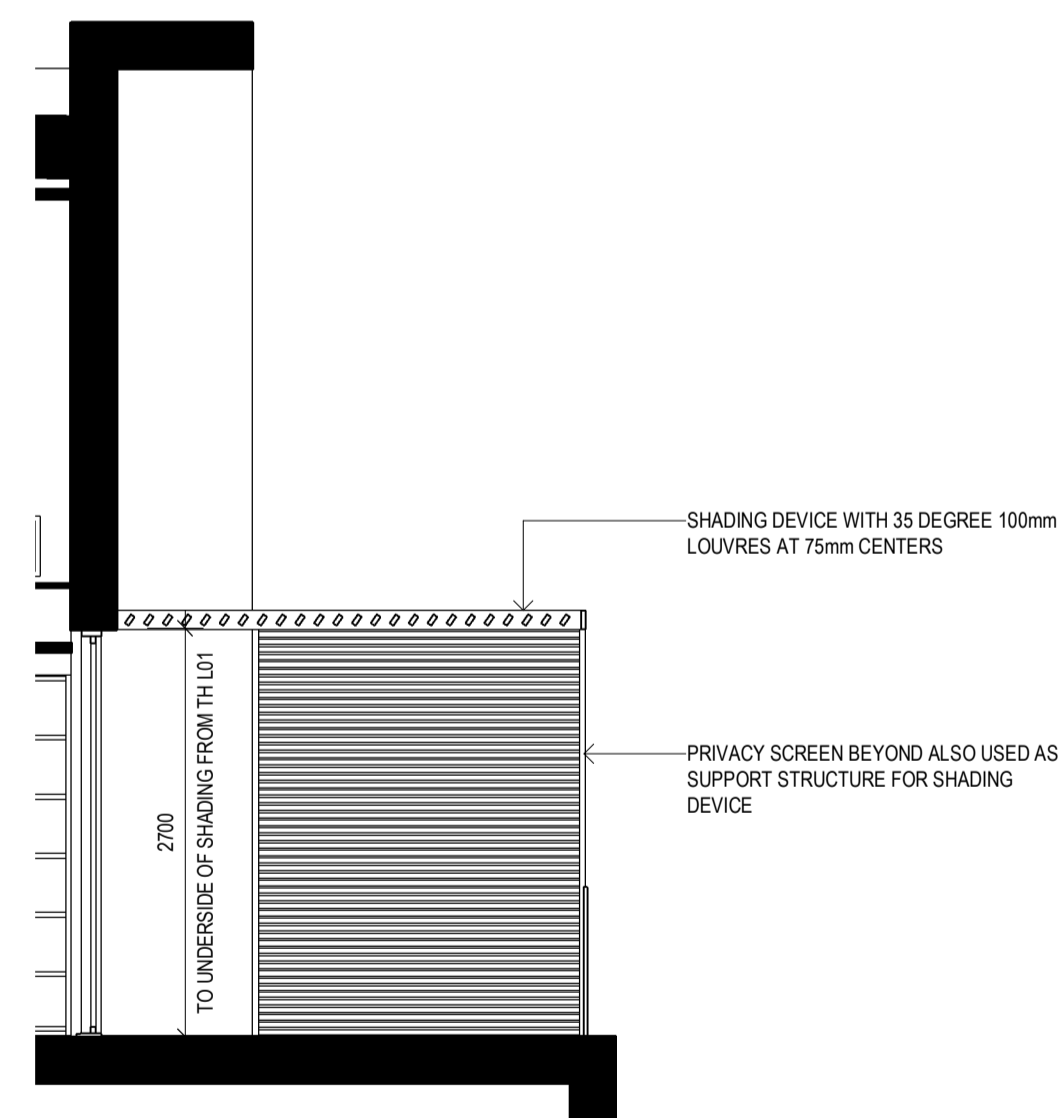 SHADING DEVICE WITH 35 DEGREE 100mm
LOUVRES AT 75mm CENTERS
PRIVACY SCREEN BEYOND ALSO USED AS
SUPPORT STRUCTURE FOR SHADING
DEVICE
2700
TO UNDERSIDE OF SHADING FROM TH L01